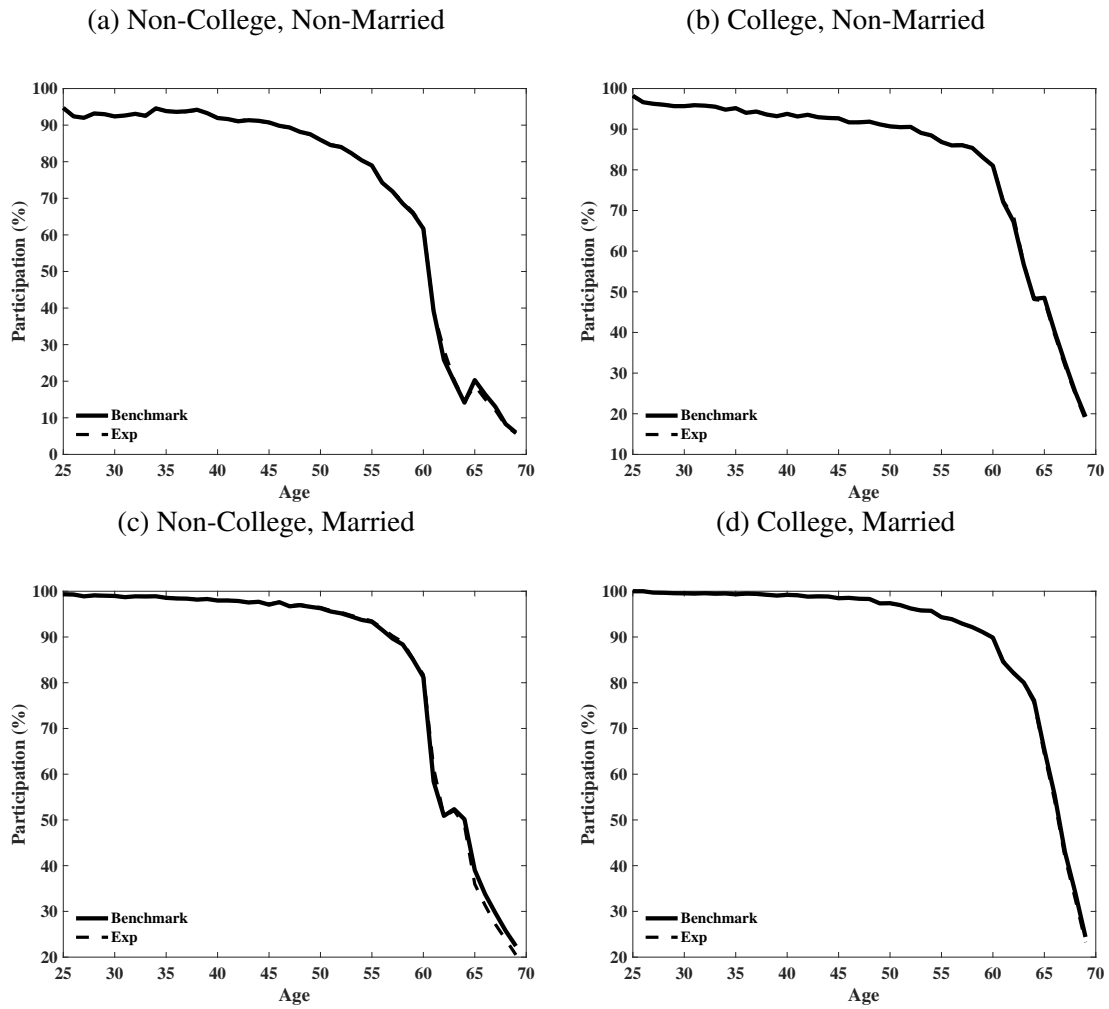 (a) Non-College, Non-Married
100
90
80
70
60
50
40
30
20
10
0
Participation (%)
Benchmark
Exp
25 30 35 40 45 50 55 60 65 70
Age
(b) College, Non-Married
100
90
80
70
60
50
40
30
20
10
Participation (%)
Benchmark
Exp
25 30 35 40 45 50 55 60 65 70
Age
(c) Non-College, Married
100
90
80
70
60
50
40
30
20
Participation (%)
Benchmark
Exp
25 30 35 40 45 50 55 60 65 70
Age
(d) College, Married
100
90
80
70
60
50
40
30
20
Participation (%)
Benchmark
Exp
25 30 35 40 45 50 55 60 65 70
Age